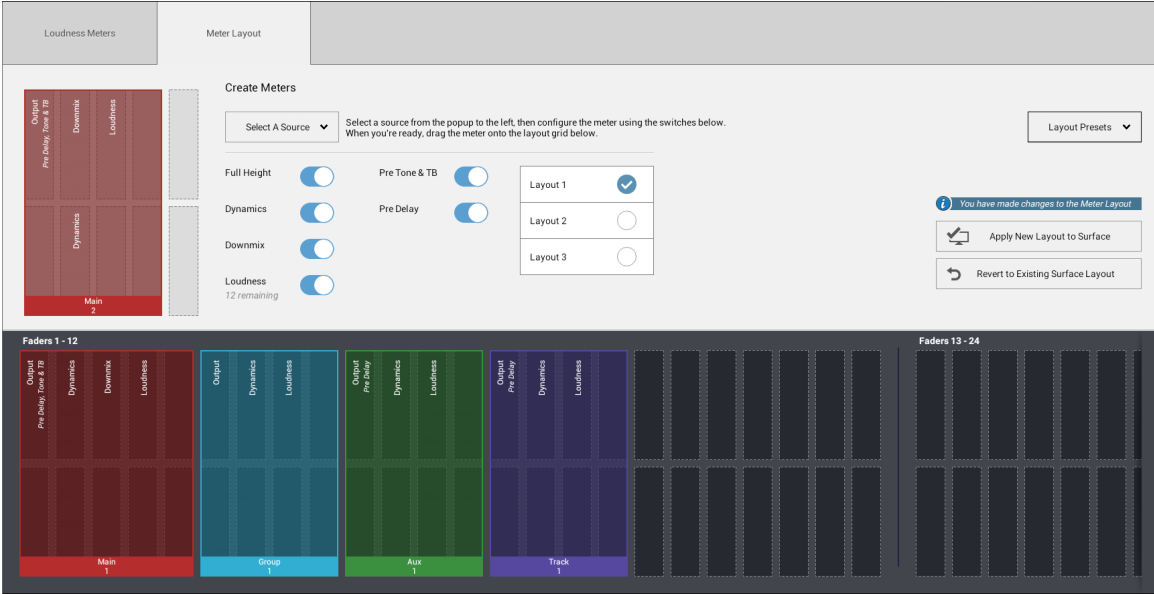 Loudness Meters
Meter Layout
Create Meters
Select A Source
Select a source from the popup to the left, then configure the meter using the switches below.
When you're ready, drag the meter onto the layout grid below.
Layout Presets
Output
Pre Delay, Tone & TB
Downmix
Loudness
Dynamics
Main
2
Full Height
Dynamics
Downmix
Loudness
12 remaining
Pre Tone & TB
Pre Delay
Layout 1
Layout 2
Layout 3
i You have made changes to the Meter Layout
Apply New Layout to Surface
Revert to Existing Surface Layout
Faders 1 - 12
Faders 13 - 24
Output
Pre Delay, Tone & TB
Dynamics
Downmix
Loudness
Main
1
Output
Dynamics
Loudness
Group
1
Output
Pre Delay
Dynamics
Loudness
Aux
1
Output
Pre Delay
Dynamics
Loudness
Track
1